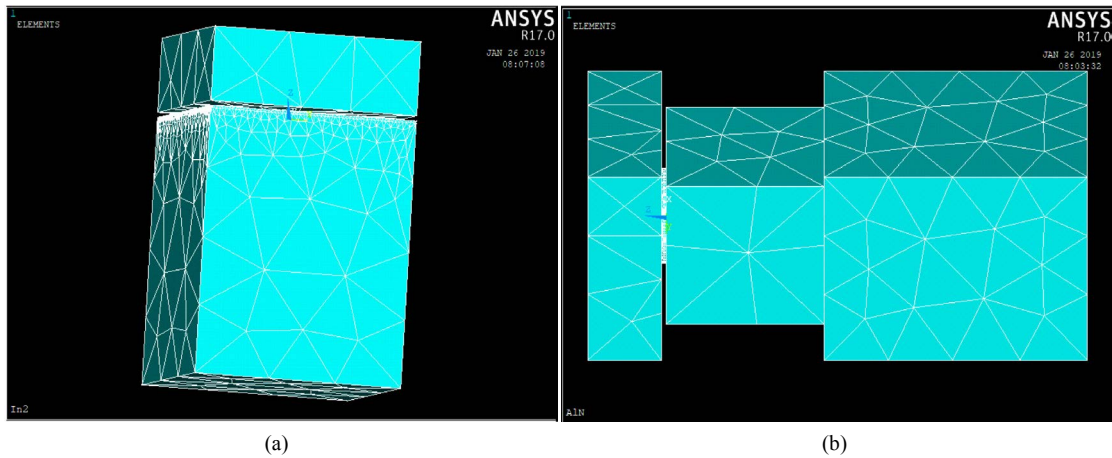 1
ELEMENTS
ANSYS
R17.0
JAN 26 2019
08:07:08
In2
(a)
1
ELEMENTS
ANSYS
R17.0
JAN 26 2019
08:03:32
AlN
(b)